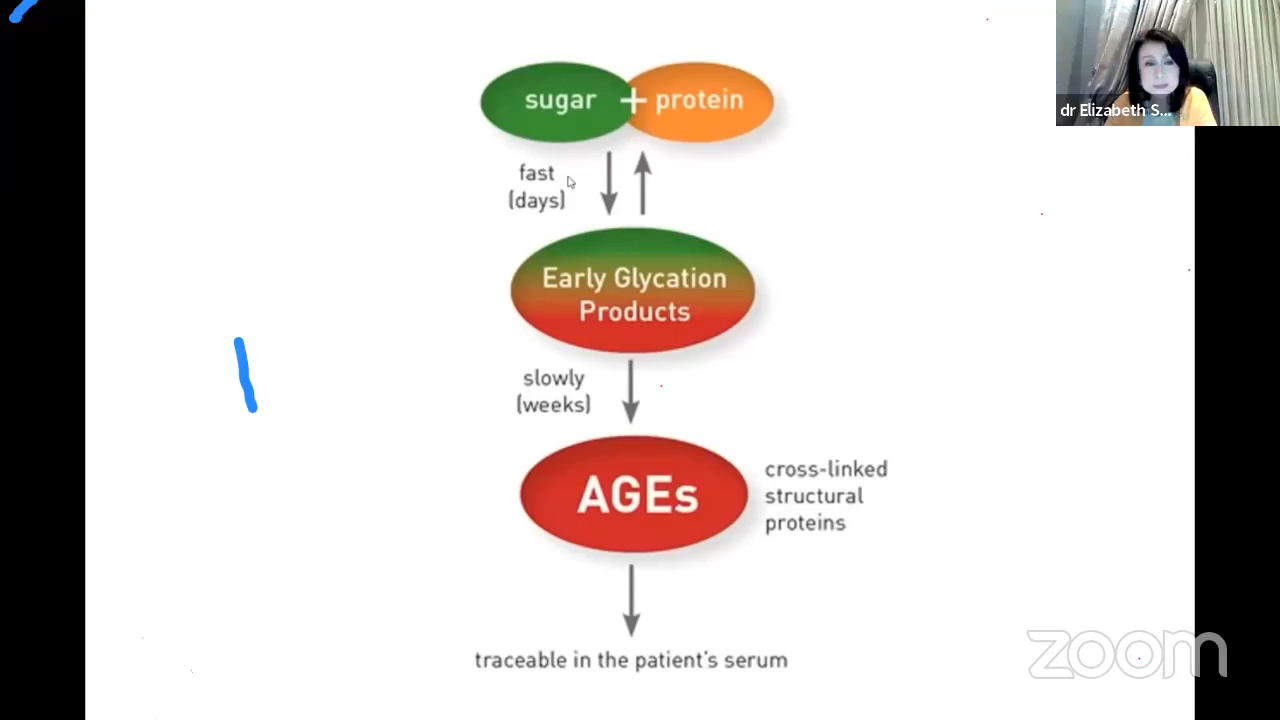 dr Elizabeth S...
sugar + protein
fast
(days)
Early Glycation
Products
slowly
(weeks)
AGEs
cross-linked
structural
proteins
traceable in the patient's serum
zoom